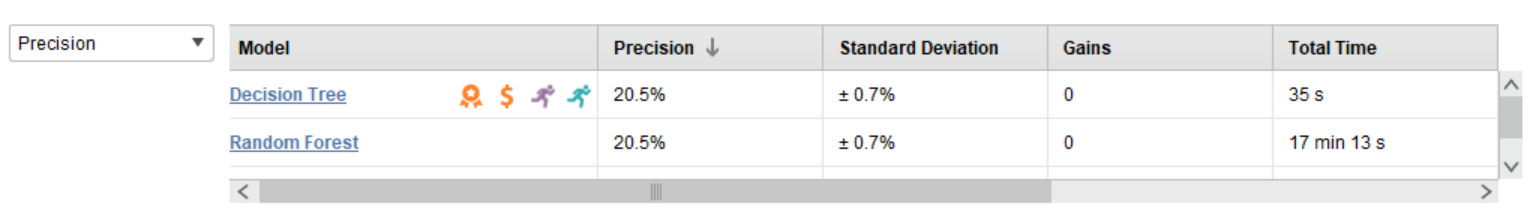 Precision
Model Precision Standard Deviation Gains Total Time
Decision Tree 20.5% ± 0.7% 0 35 s
Random Forest 20.5% ± 0.7% 0 17 min 13 s